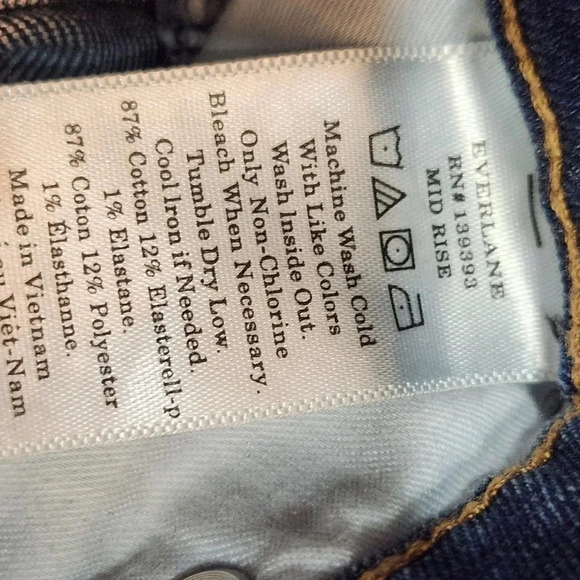 EVERLANE
RN# 139393
MID RISE
Machine Wash Cold
With Like Colors
Wash Inside Out.
Only Non-Chlorine
Bleach When Necessary.
Tumble Dry Low.
Cool Iron if Needed.
87% Cotton 12% Elasterell-p
1% Elastane.
87% Coton 12% Polyester
1% Élasthanne.
Made in Vietnam
au Việt-Nam